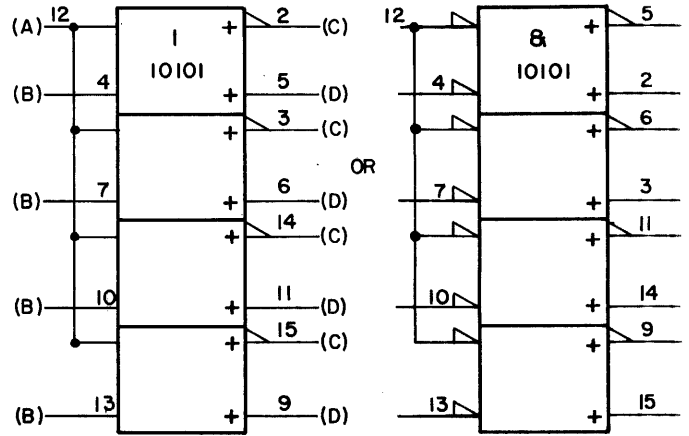 (A) 12 1 + 2 (C) 12 & + 5
10101 10101
(B) 4 + 5 (D) 4 + 2
+ 3 (C) + 6
OR
(B) 7 + 6 (D) 7 + 3
+ 14 (C) + 11
(B) 10 + 11 (D) 10 + 14
+ 15 (C) + 9
(B) 13 + 9 (D) 13 + 15